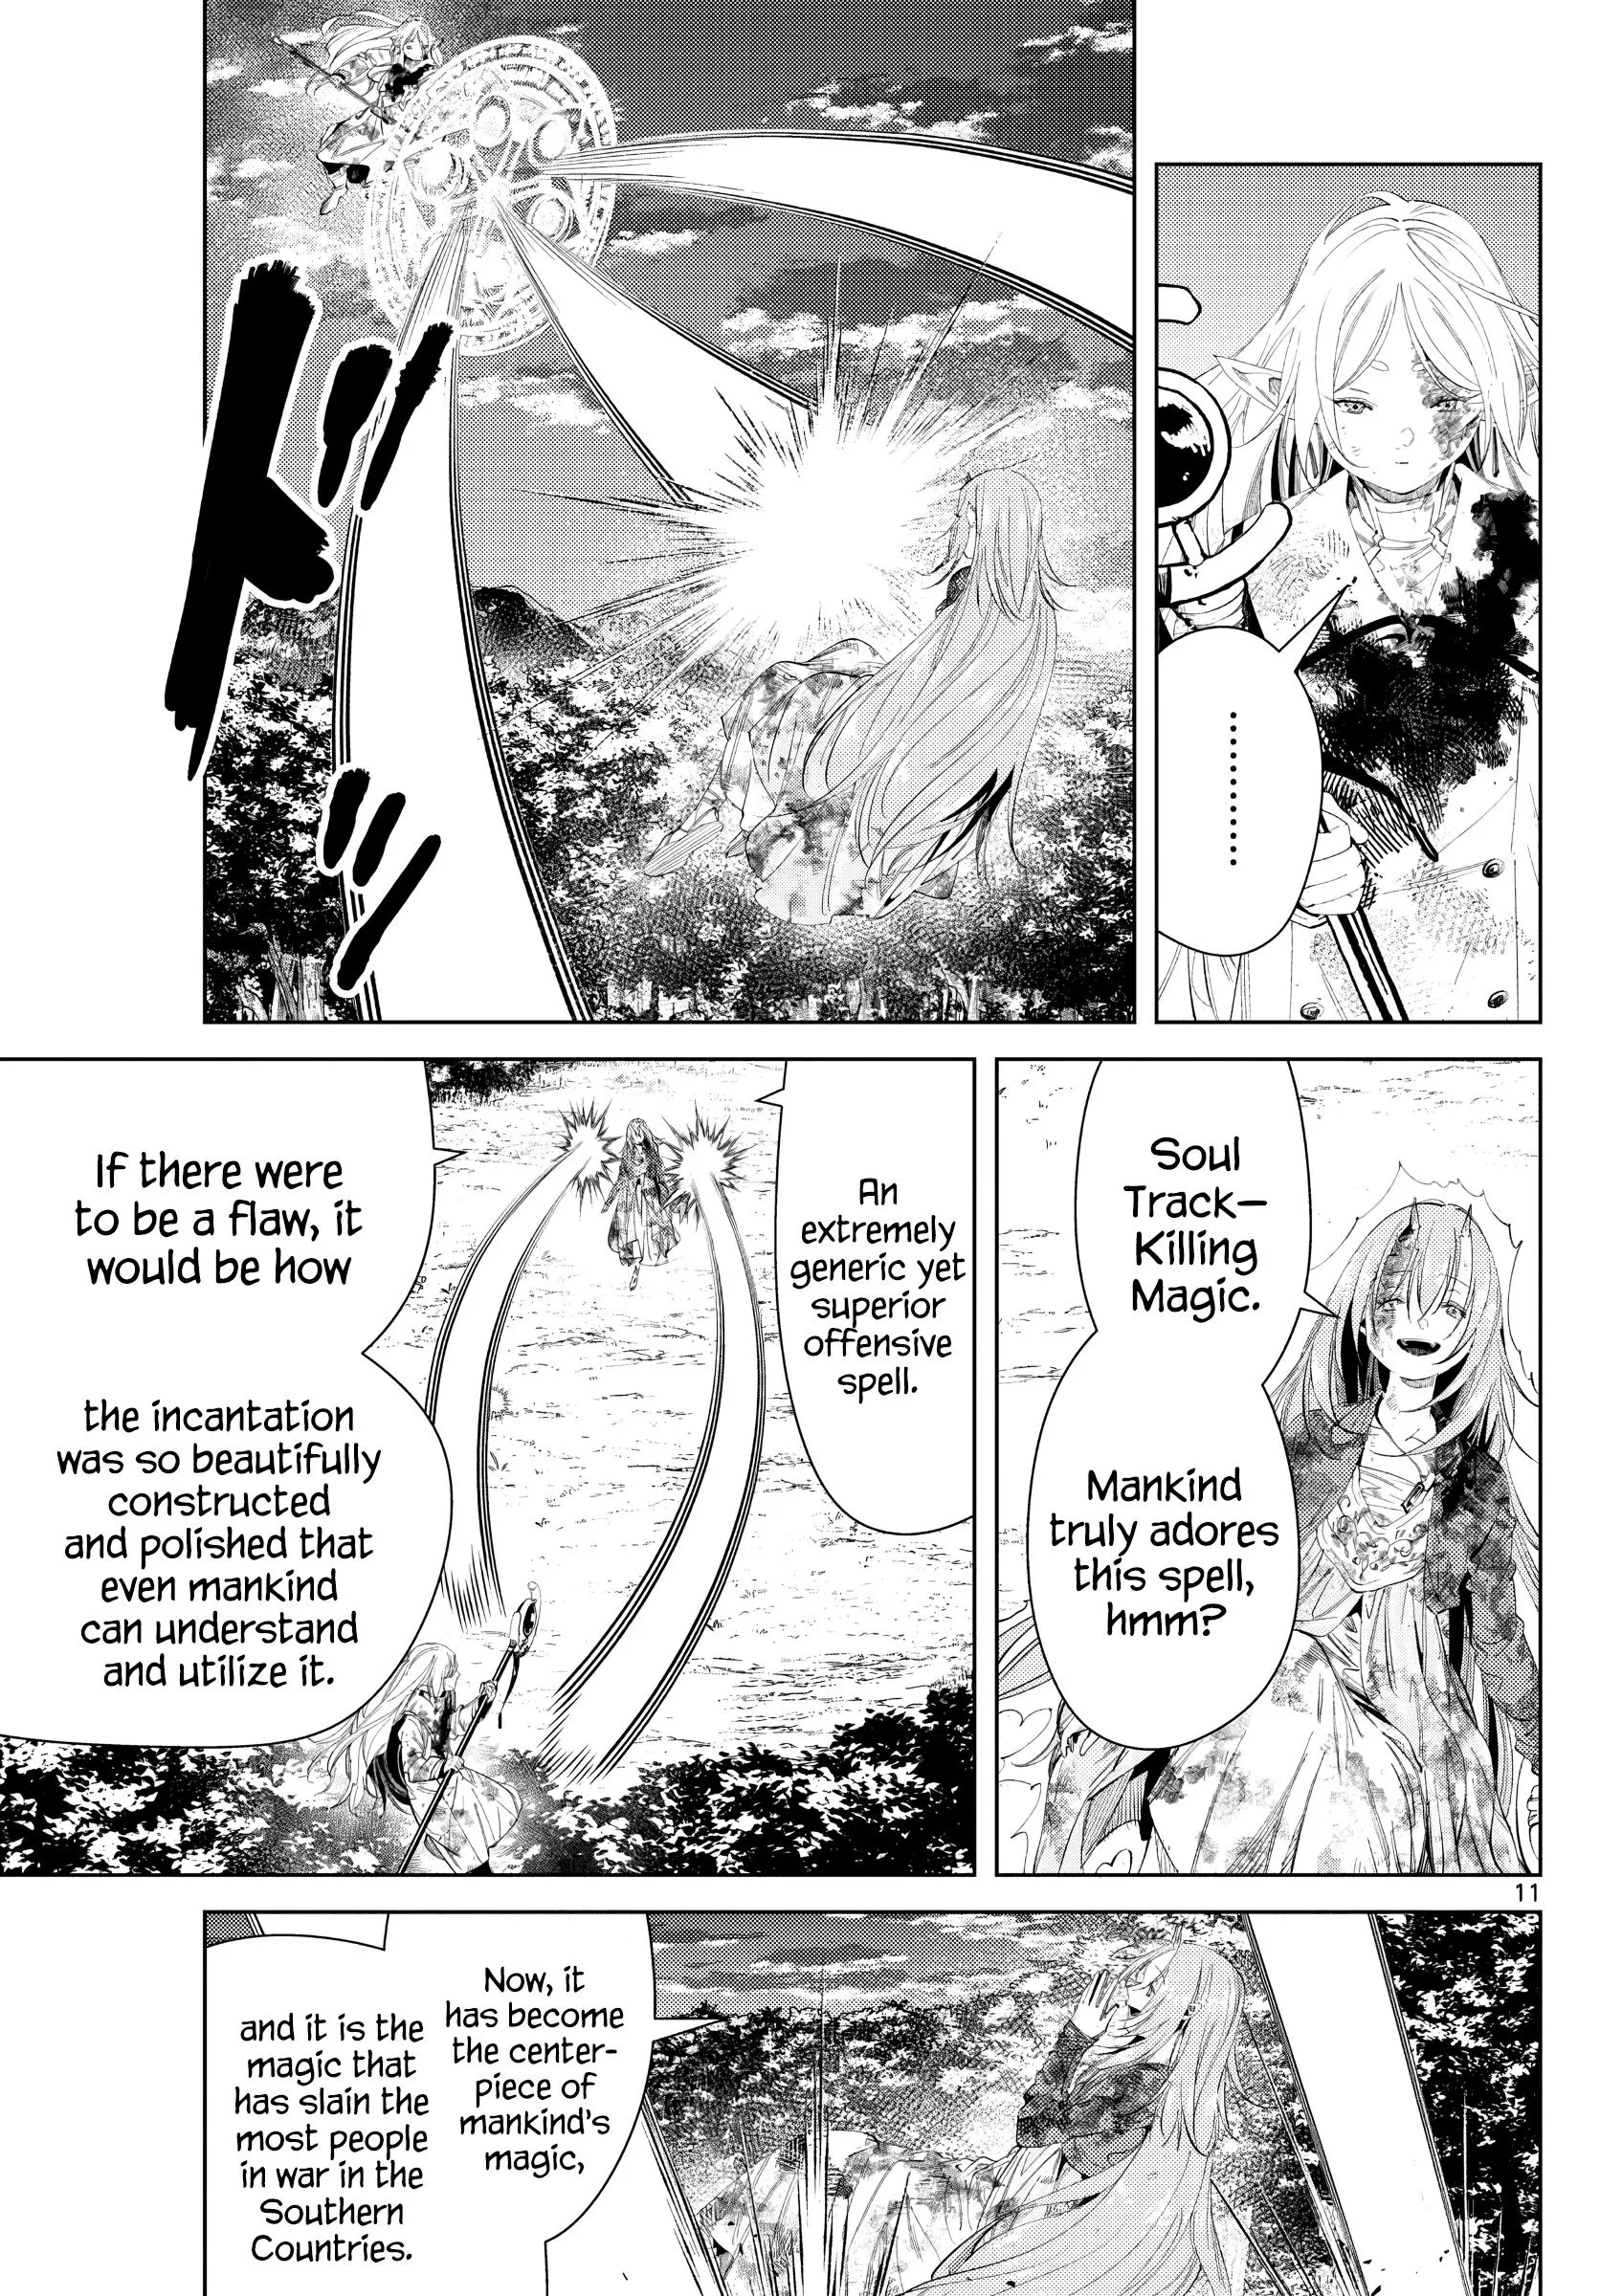 ………
ドドッ
Soul
Track—
Killing
Magic.
Mankind
truly adores
this spell,
hmm?
An
extremely
generic yet
superior
offensive
spell.
If there were
to be a flaw, it
would be how
the incantation
was so beautifully
constructed
and polished that
even mankind
can understand
and utilize it.
11
Now, it
has become
the center-
piece of
mankind's
magic,
and it is the
magic that
has slain the
most people
in war in the
Southern
Countries.